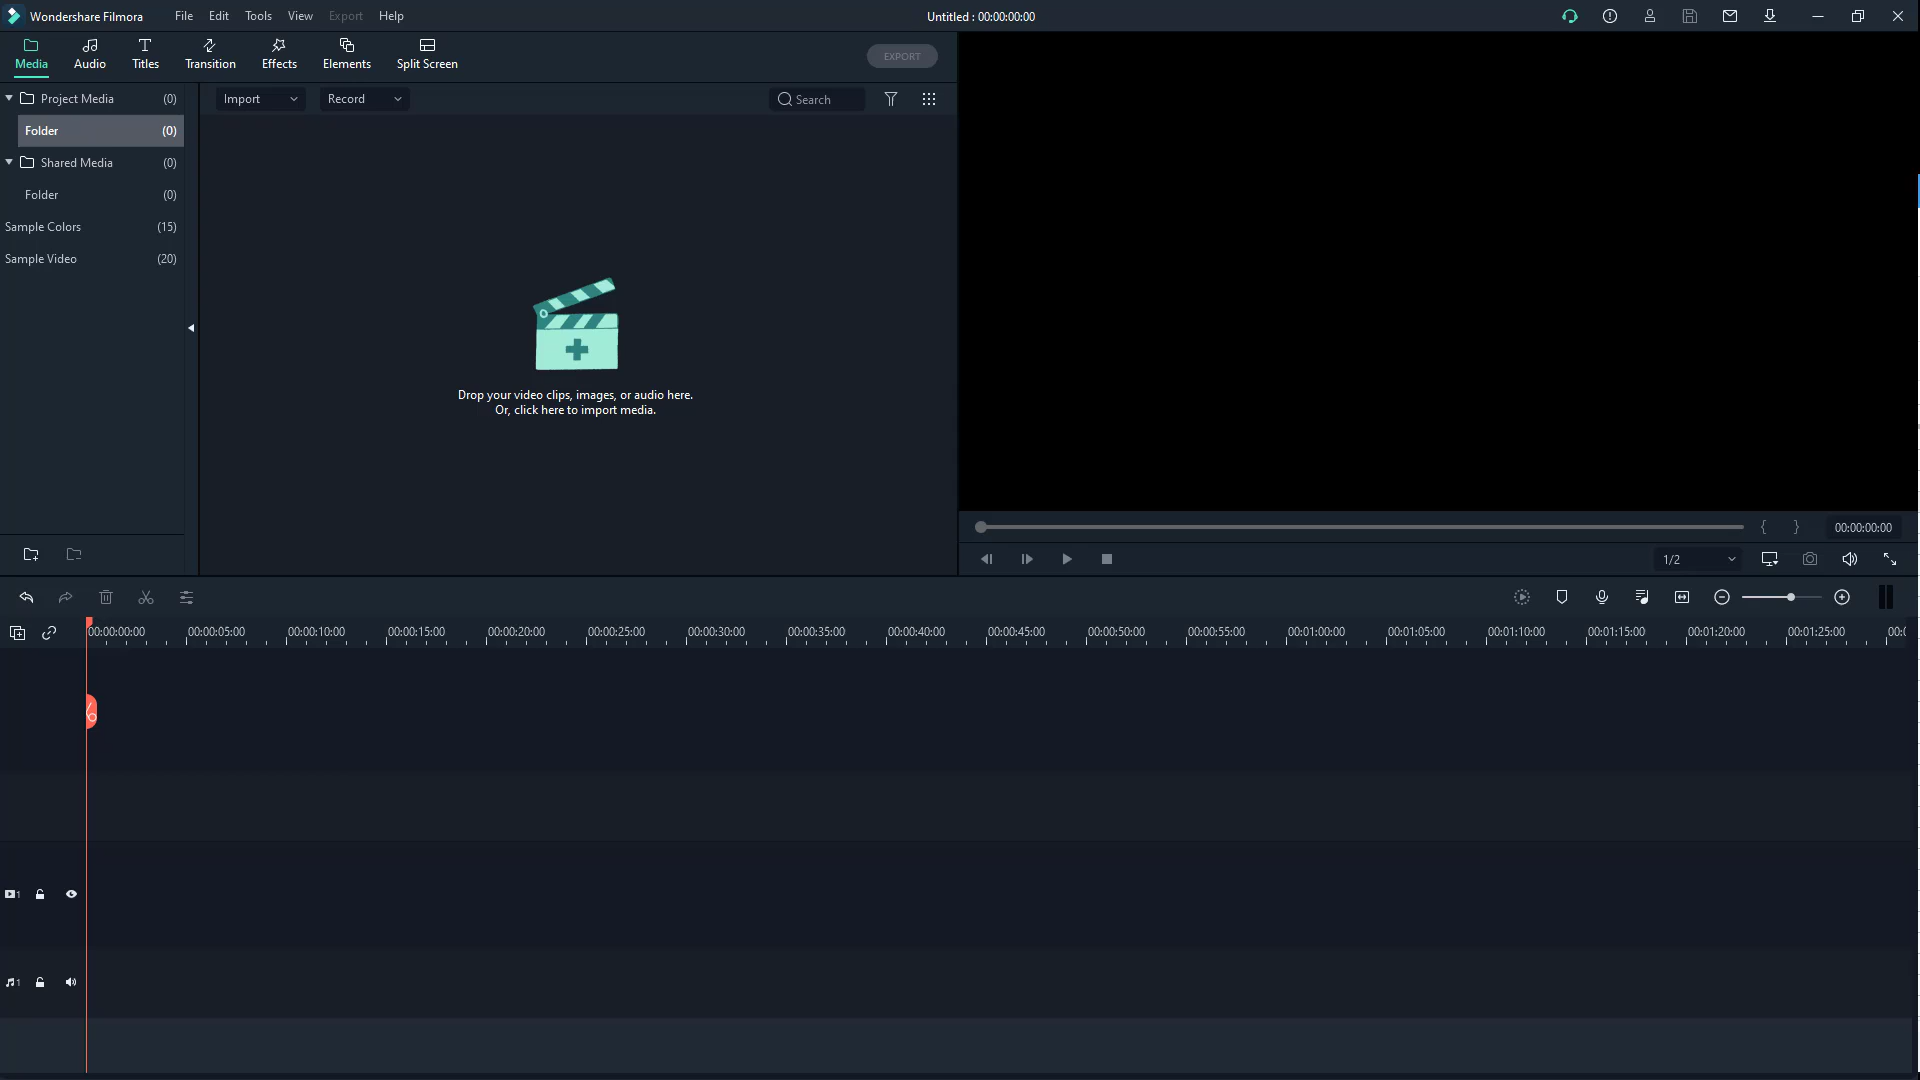 Wondershare Filmora File Edit Tools View Export Help Untitled : 00:00:00:00
Media Audio Titles Transition Effects Elements Split Screen EXPORT
Project Media (0)
Folder (0)
Shared Media (0)
Folder (0)
Sample Colors (15)
Sample Video (20)
Import Record Search
Drop your video clips, images, or audio here.
Or, click here to import media.
{ } 00:00:00:00
1/2
00:00:00:00 00:00:05:00 00:00:10:00 00:00:15:00 00:00:20:00 00:00:25:00 00:00:30:00 00:00:35:00 00:00:40:00 00:00:45:00 00:00:50:00 00:00:55:00 00:01:00:00 00:01:05:00 00:01:10:00 00:01:15:00 00:01:20:00 00:01:25:00
1
1